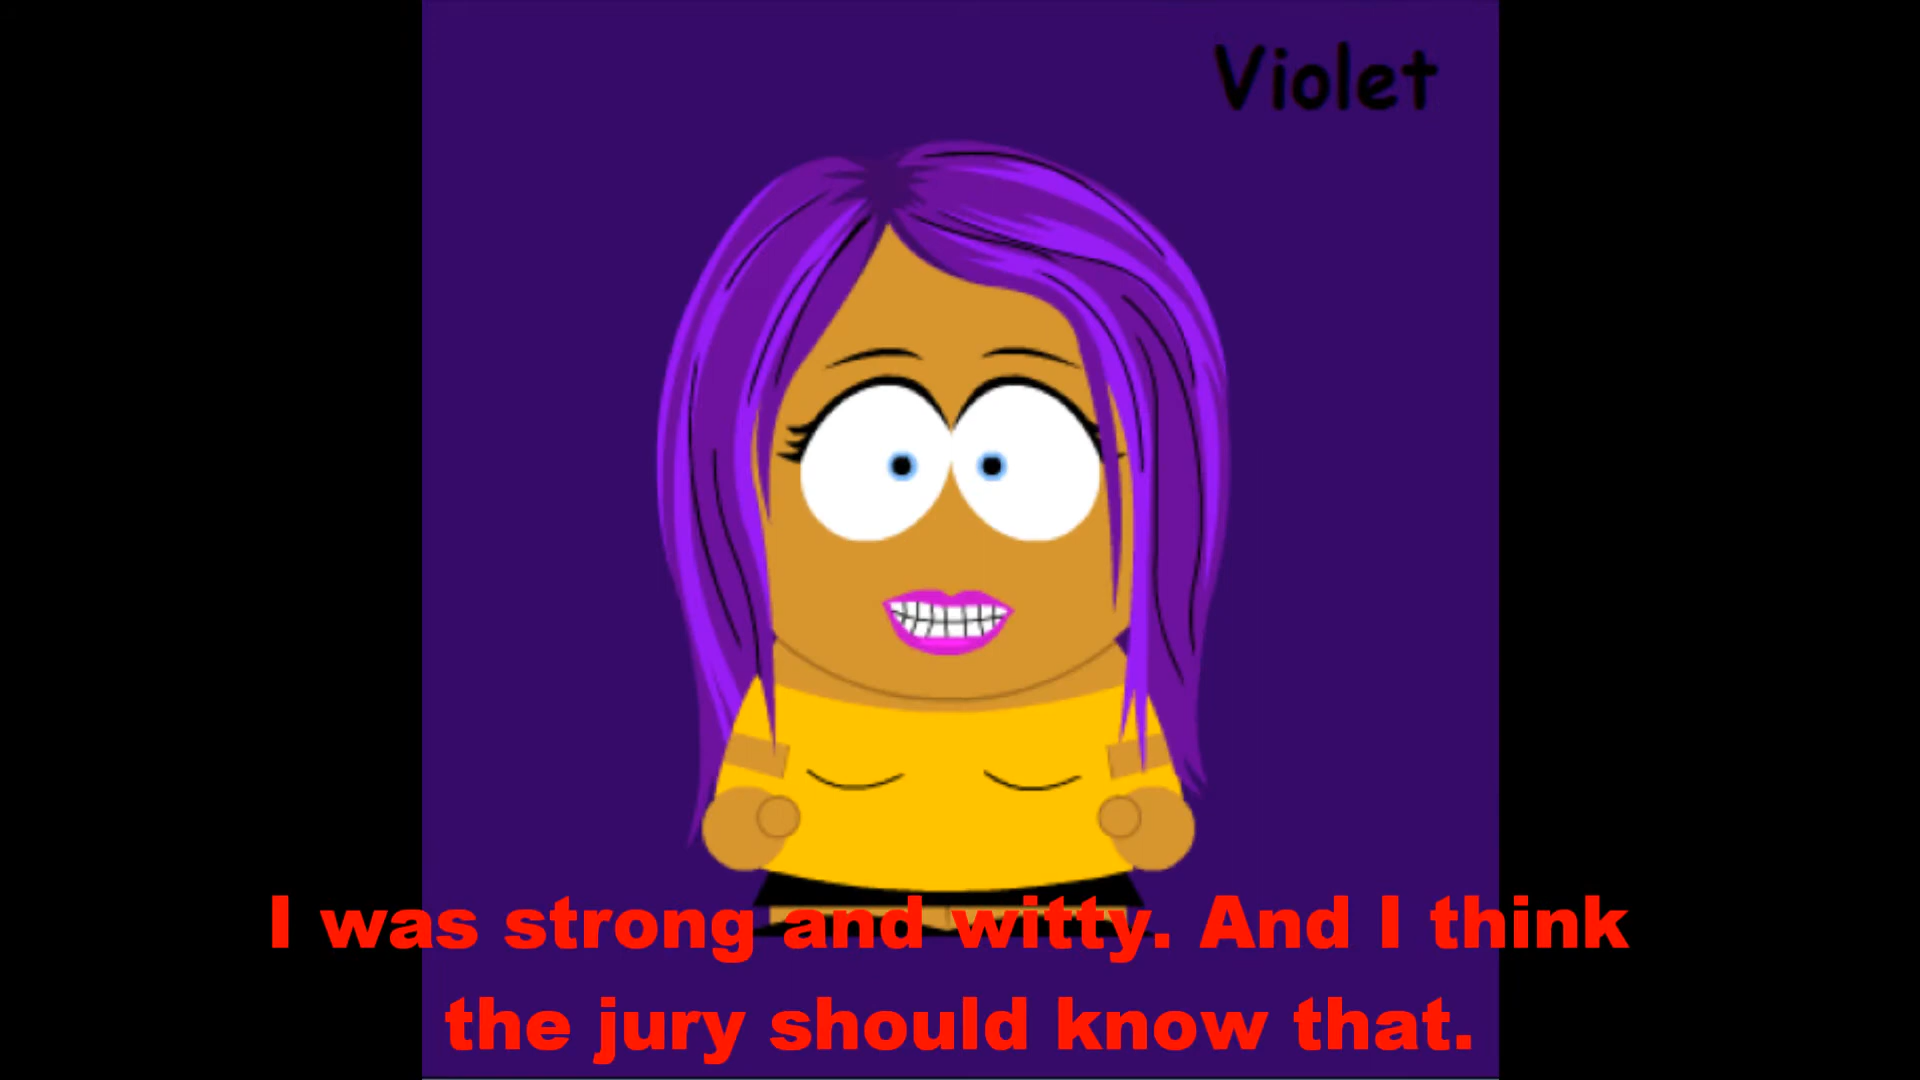 Violet
I was strong and witty. And I think
the jury should know that.